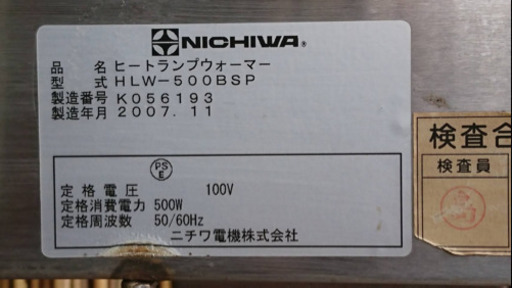 NICHIWA®
品名 ヒートランプウォーマー
型式 HLW-500BSP
製造番号 K056193
製造年月 2007.11
PS
E
定格電圧 100V
定格消費電力 500W
定格周波数 50/60Hz
ニチワ電機株式会社
検査合
検査員